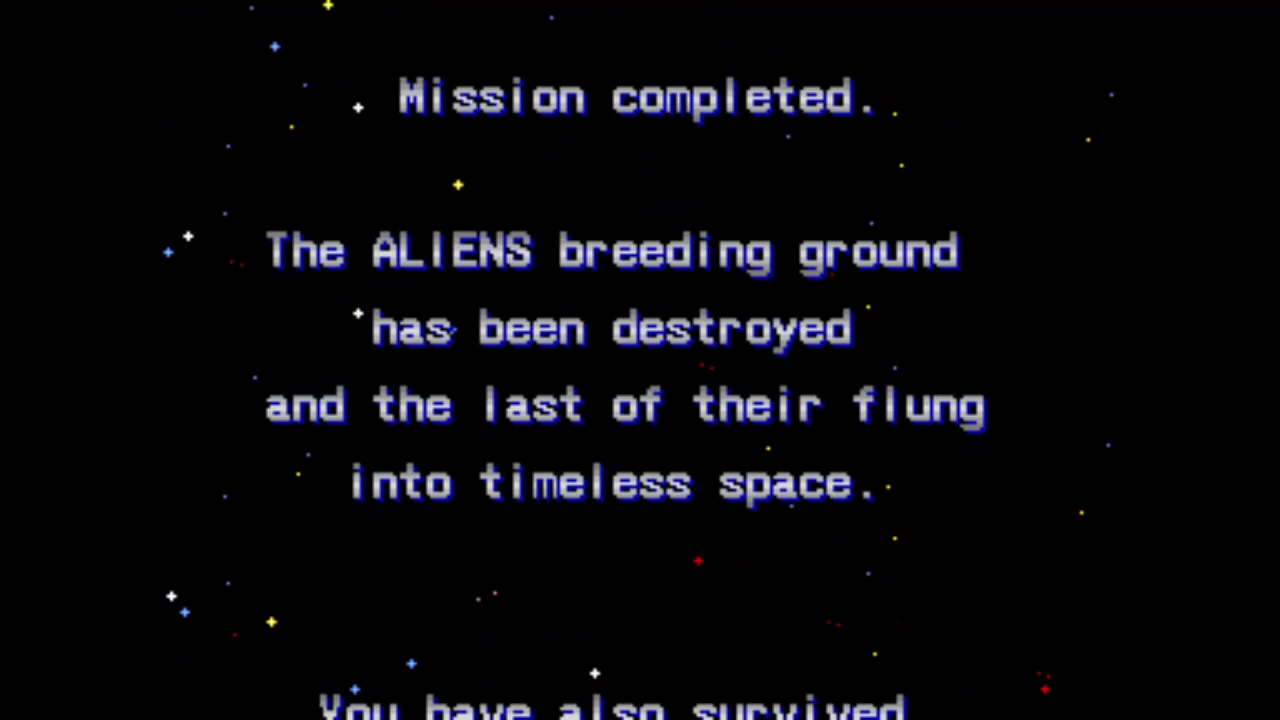 Mission completed.
The ALIENS breeding ground
has been destroyed
and the last of their flung
into timeless space.
You have also survived